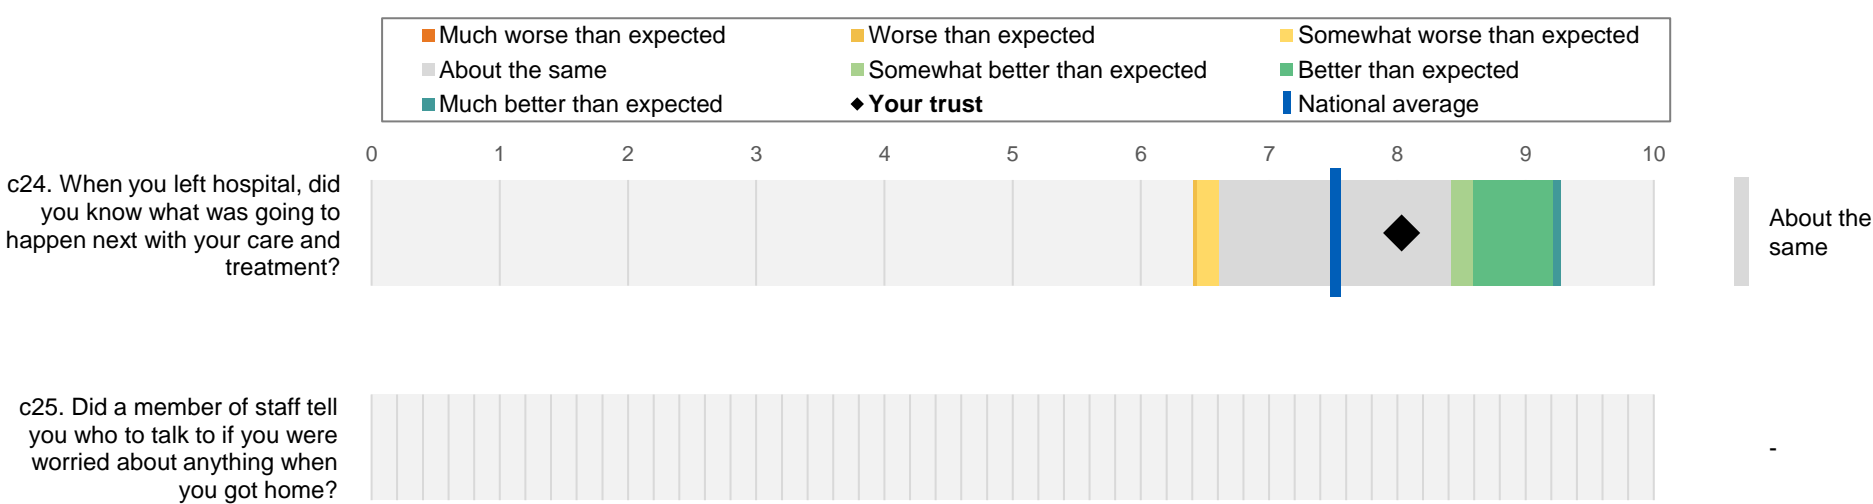 Much worse than expected
Worse than expected
Somewhat worse than expected
About the same
Somewhat better than expected
Better than expected
Much better than expected
Your trust
National average
0 1 2 3 4 5 6 7 8 9 10
c24. When you left hospital, did
you know what was going to
happen next with your care and
treatment?
About the
same
c25. Did a member of staff tell
you who to talk to if you were
worried about anything when
you got home?
-